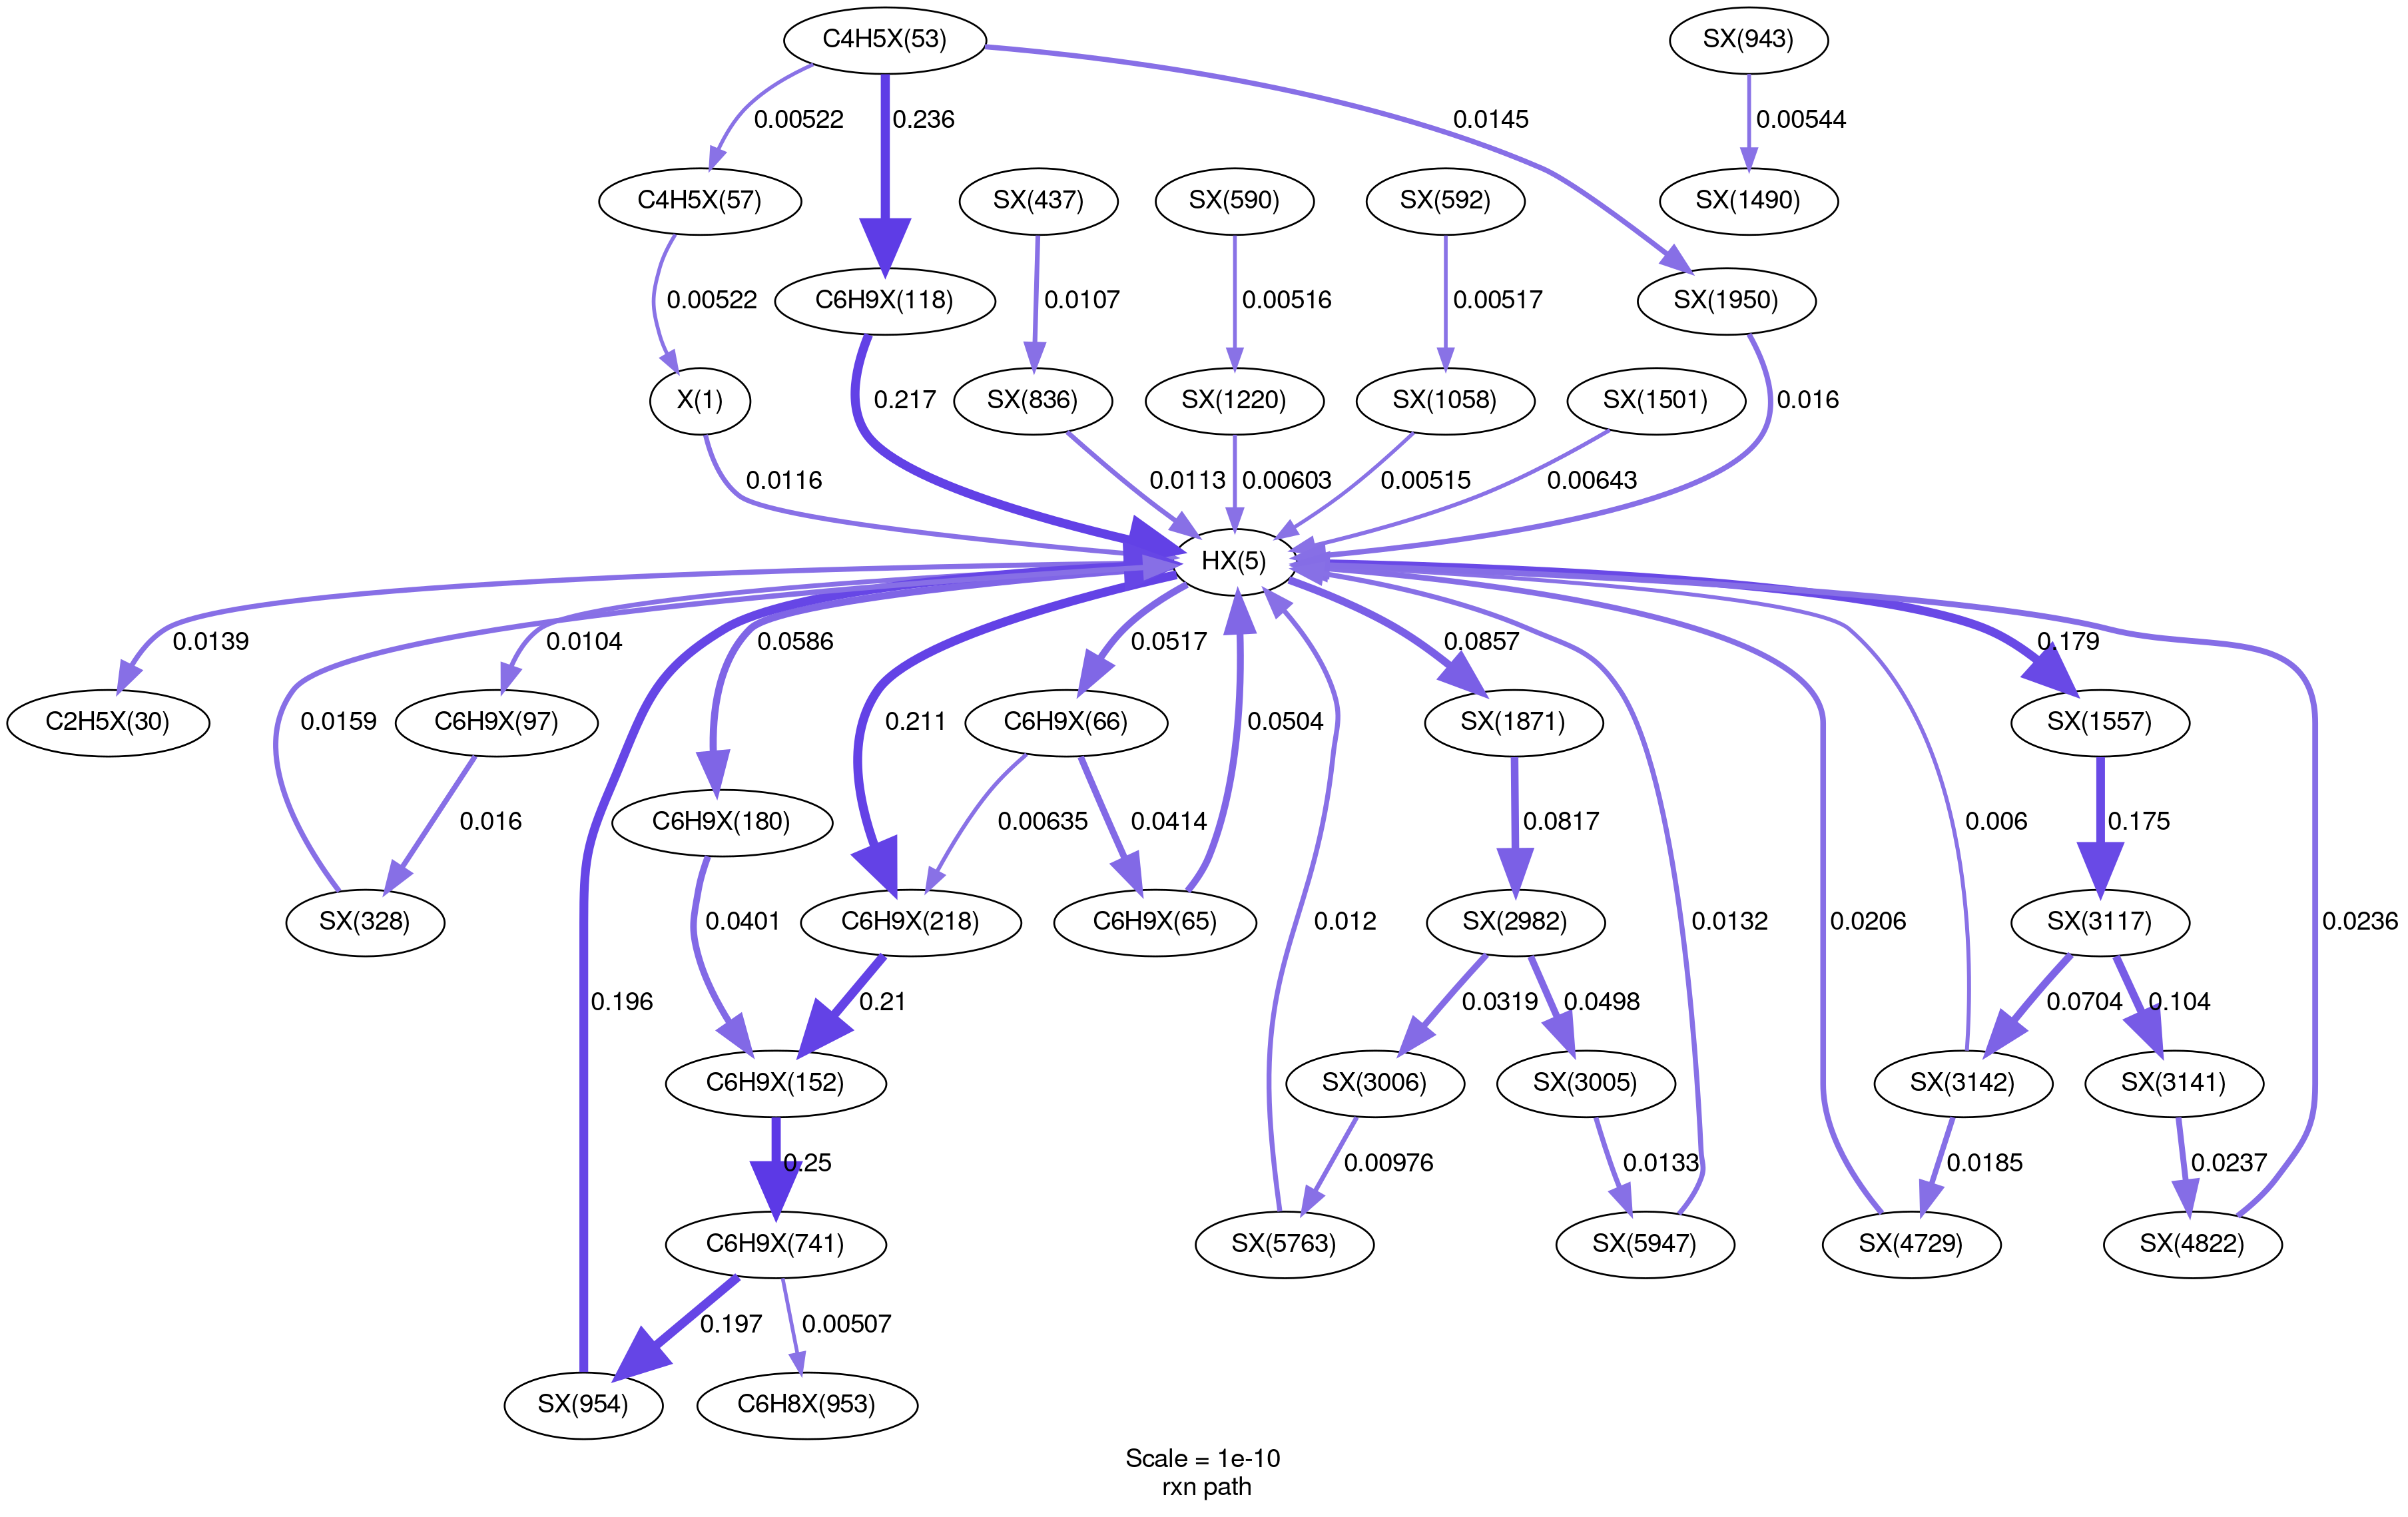 C4H5X(53)
SX(943)
0.00522
0.236
0.0145
0.00544
C4H5X(57)
SX(437)
SX(590)
SX(592)
SX(1490)
0.00522
C6H9X(118)
0.0107
0.00516
0.00517
SX(1950)
X(1)
0.217
SX(836)
SX(1220)
SX(1058)
SX(1501)
0.016
0.0116
0.0113
0.00603
0.00515
0.00643
HX(5)
0.0139
0.0104
0.0586
0.0517
0.0857
0.179
C2H5X(30)
0.0159
C6H9X(97)
0.211
C6H9X(66)
0.0504
SX(1871)
SX(1557)
0.016
C6H9X(180)
0.00635
0.0414
0.0817
0.006
0.175
SX(328)
0.0401
C6H9X(218)
C6H9X(65)
0.012
SX(2982)
0.0132
0.0206
SX(3117)
0.0236
0.196
0.21
0.0319
0.0498
0.0704
0.104
C6H9X(152)
SX(3006)
SX(3005)
SX(3142)
SX(3141)
0.25
0.00976
0.0133
0.0185
0.0237
C6H9X(741)
SX(5763)
SX(5947)
SX(4729)
SX(4822)
0.197
0.00507
SX(954)
C6H8X(953)
Scale = 1e-10
rxn path